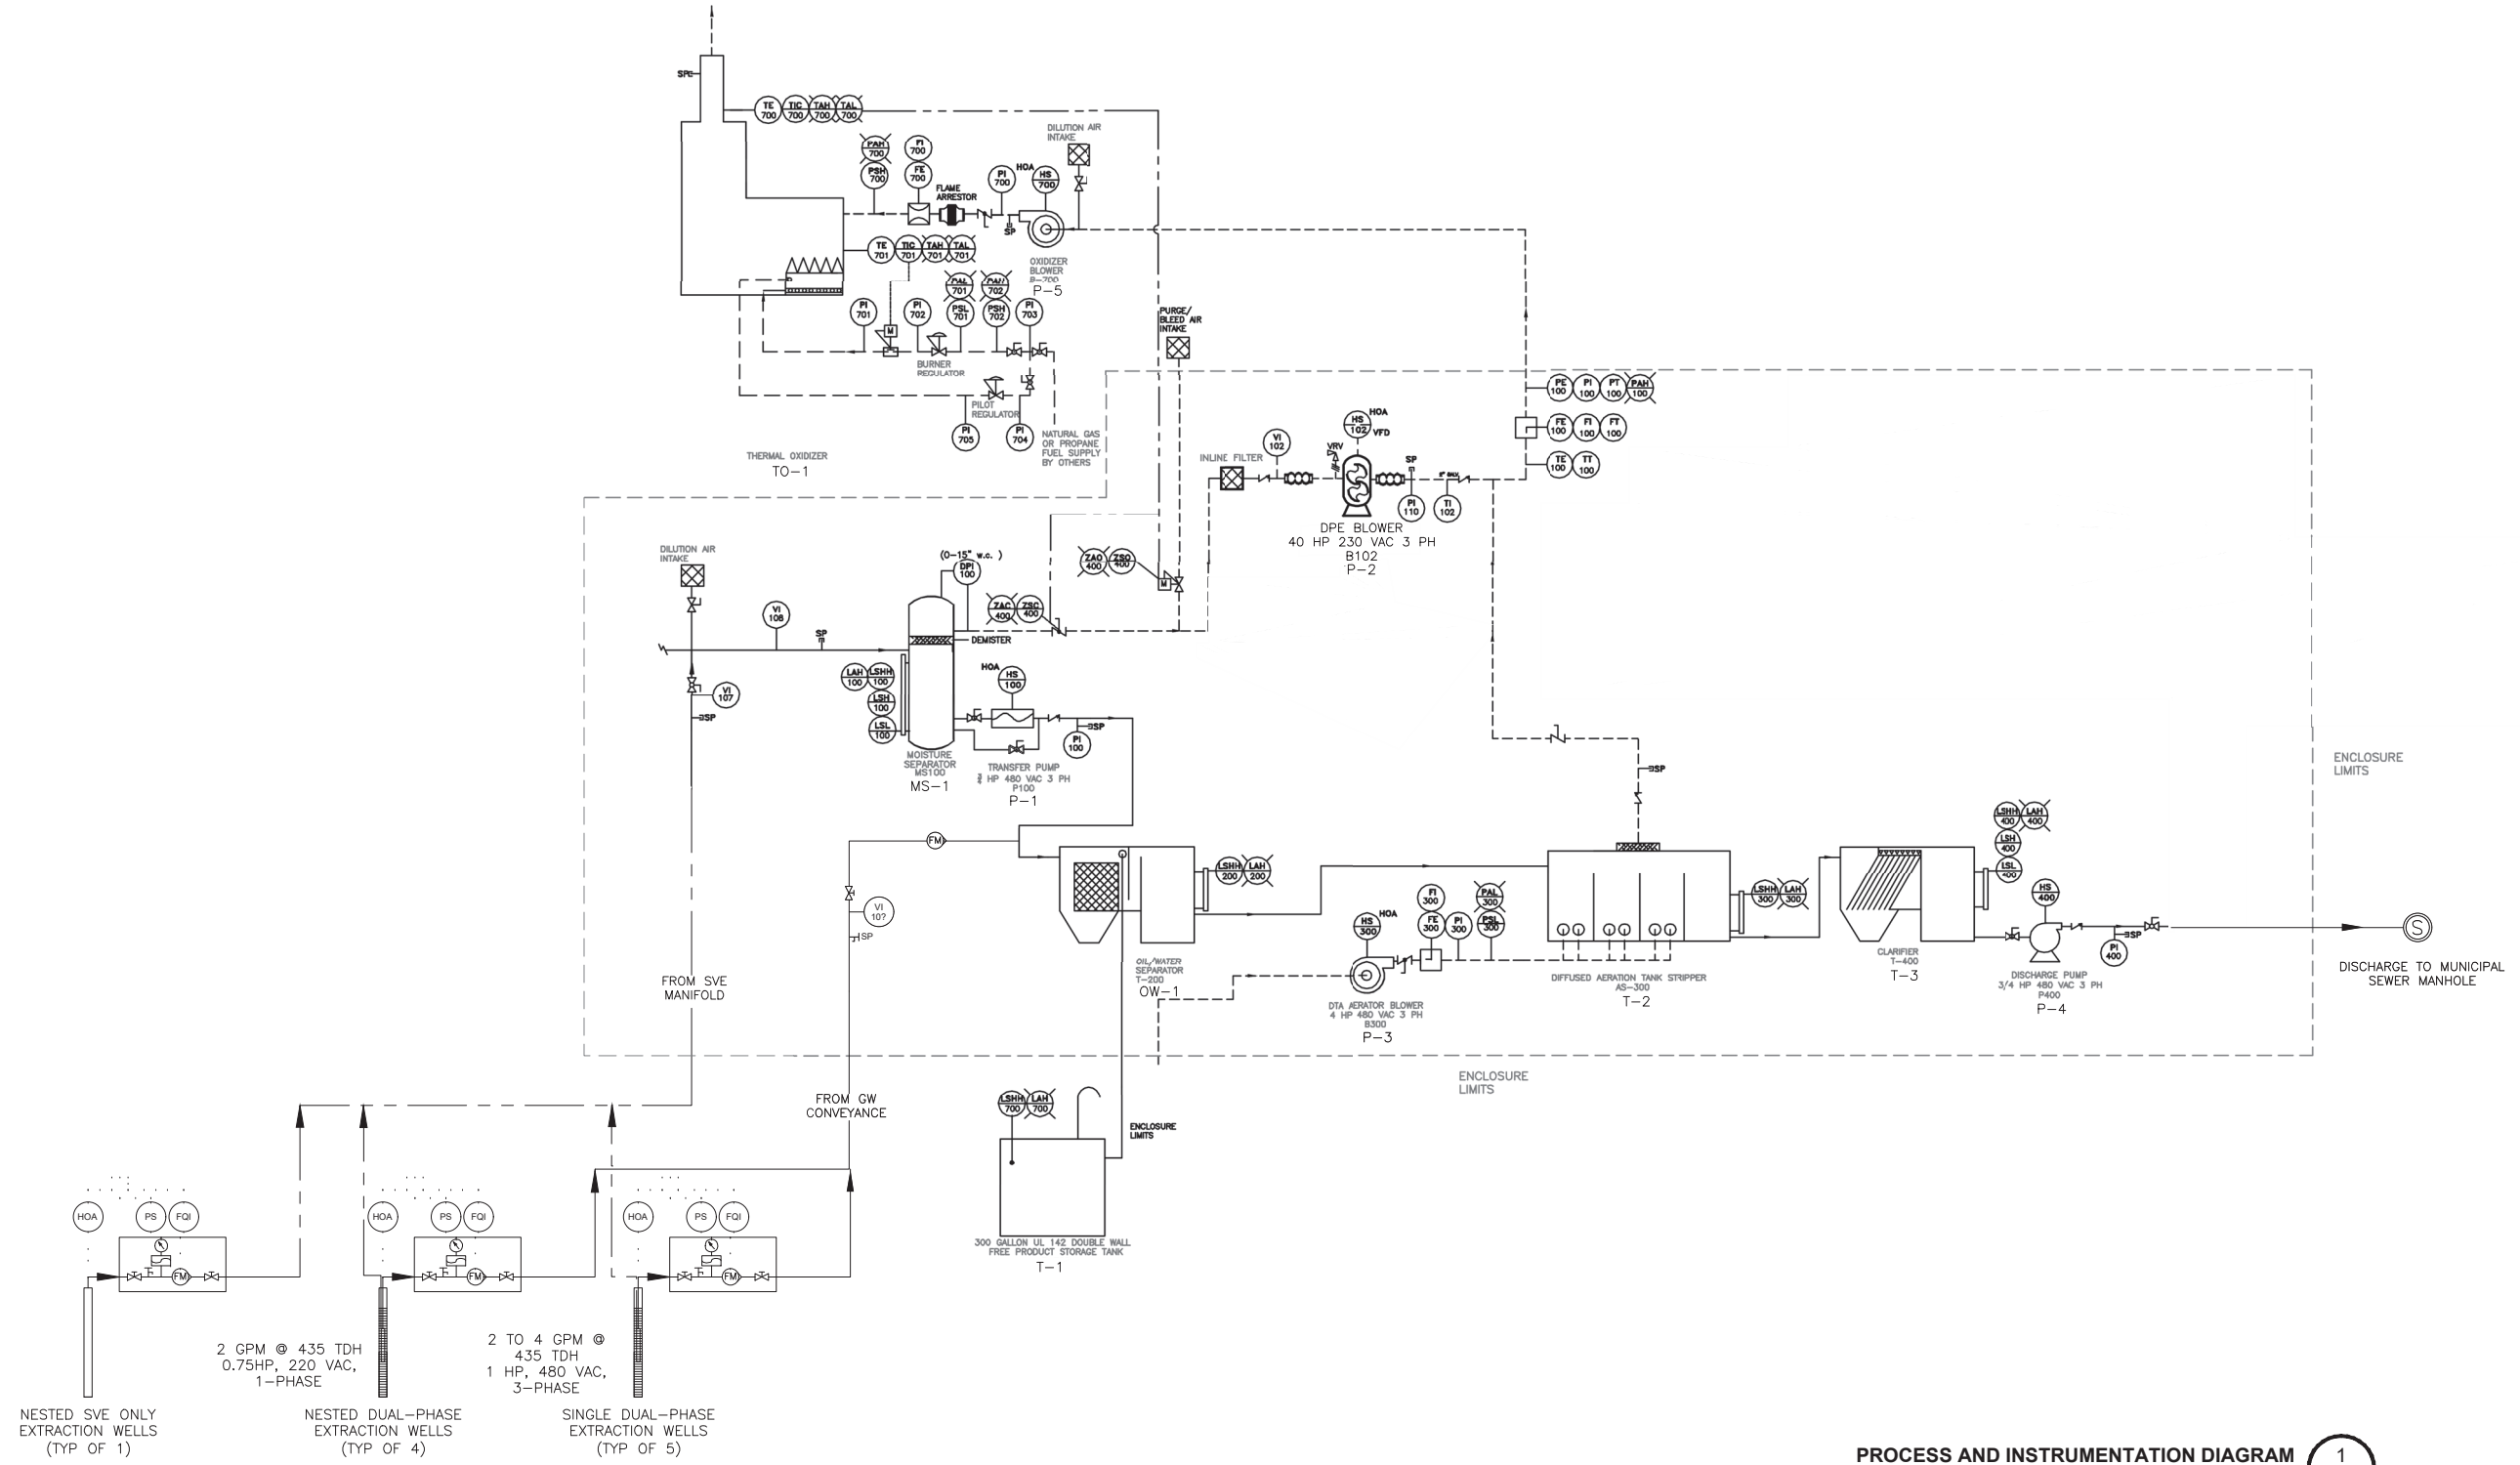 SP
TE
700
TIC
700
TAH
700
TAL
700
DILUTION AIR
INTAKE
PAH
700
PSH
700
FI
700
FE
700
FLAME
ARRESTOR
PI
700
HOA
HS
700
SP
TE
701
TIC
701
TAH
701
TAL
701
OXIDIZER
BLOWER
B-700
P-5
PAL
701
PSL
701
PAH
702
PSH
702
PI
701
PI
702
PI
703
M
BURNER
REGULATOR
PILOT
REGULATOR
PI
705
PI
704
NATURAL GAS
OR PROPANE
FUEL SUPPLY
BY OTHERS
THERMAL OXIDIZER
TO-1
PURGE/
BLEED AIR
INTAKE
PE
100
PI
100
PT
100
PAH
100
FE
100
FI
100
FT
100
TE
100
TT
100
HS
102
HOA
VFD
VI
102
VRV
INLINE FILTER
SP
PI
110
TI
102
DPE BLOWER
40 HP 230 VAC 3 PH
B102
P-2
DILUTION AIR
INTAKE
(0-15" w.c. )
DPI
100
ZAO
400
ZSO
400
M
ZAC
400
ZSC
400
VI
106
SP
DEMISTER
VI
107
SP
LAH
100
LSHH
100
LSH
100
LSL
100
HOA
HS
100
SP
PI
100
MOISTURE
SEPARATOR
MS100
MS-1
TRANSFER PUMP
HP 480 VAC 3 PH
P100
P-1
SP
ENCLOSURE
LIMITS
FM
VI
10?
SP
LSHH
200
LAH
200
OIL/WATER
SEPARATOR
T-200
OW-1
HS
300
HOA
FI
300
FE
300
PI
300
PAL
300
PSL
300
DTA AERATOR BLOWER
4 HP 480 VAC 3 PH
B300
P-3
LSHH
300
LAH
300
DIFFUSED AERATION TANK STRIPPER
AS-300
T-2
LSHH
400
LAH
400
LSH
400
LSL
400
CLARIFIER
T-400
T-3
HS
400
SP
PI
400
DISCHARGE PUMP
3/4 HP 480 VAC 3 PH
P400
P-4
S
DISCHARGE TO MUNICIPAL
SEWER MANHOLE
FROM SVE
MANIFOLD
FROM GW
CONVEYANCE
ENCLOSURE
LIMITS
LSHH
700
LAH
700
ENCLOSURE
LIMITS
300 GALLON UL 142 DOUBLE WALL
FREE PRODUCT STORAGE TANK
T-1
HOA
PS
FQI
FM
HOA
PS
FQI
FM
HOA
PS
FQI
FM
2 GPM @ 435 TDH
0.75HP, 220 VAC,
1-PHASE
2 TO 4 GPM @
435 TDH
1 HP, 480 VAC,
3-PHASE
NESTED SVE ONLY
EXTRACTION WELLS
(TYP OF 1)
NESTED DUAL-PHASE
EXTRACTION WELLS
(TYP OF 4)
SINGLE DUAL-PHASE
EXTRACTION WELLS
(TYP OF 5)
PROCESS AND INSTRUMENTATION DIAGRAM
1